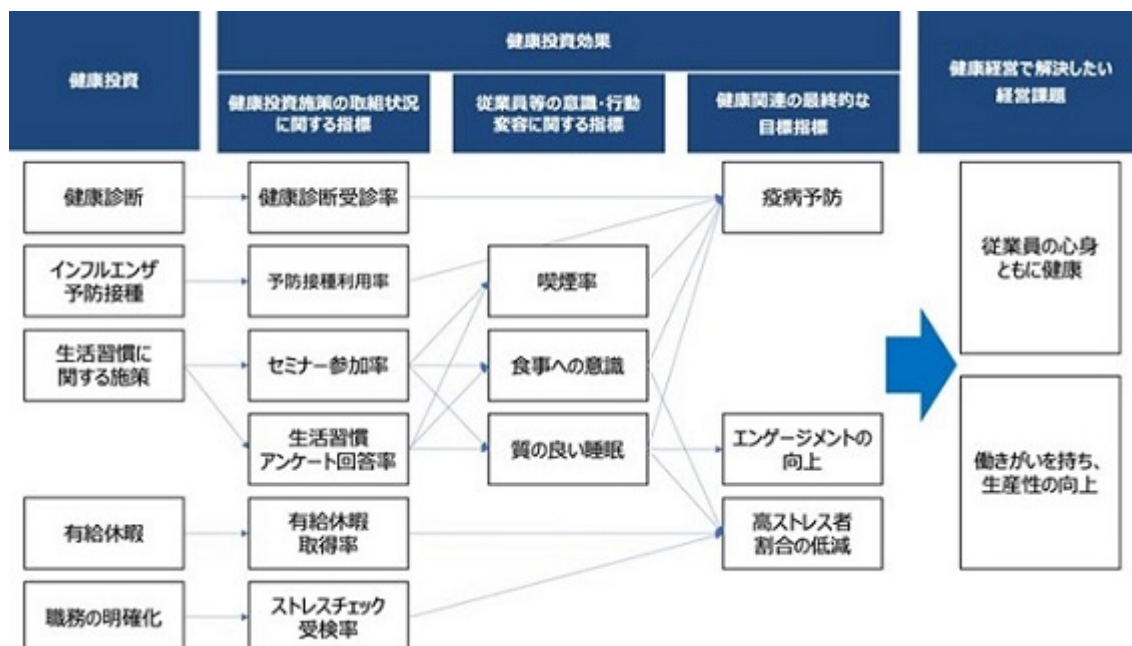 健康投資
健康投資効果
健康投資施策の取組状況
に関する指標
従業員等の意識・行動
変容に関する指標
健康関連の最終的な
目標指標
健康経営で解決したい
経営課題
健康診断
健康診断受診率
疫病予防
インフルエンザ
予防接種
予防接種利用率
喫煙率
従業員の心身
ともに健康
生活習慣に
関する施策
セミナー参加率
食事への意識
生活習慣
アンケート回答率
質の良い睡眠
エンゲージメントの
向上
働きがいを持ち、
生産性の向上
有給休暇
有給休暇
取得率
高ストレス者
割合の低減
職務の明確化
ストレスチェック
受検率